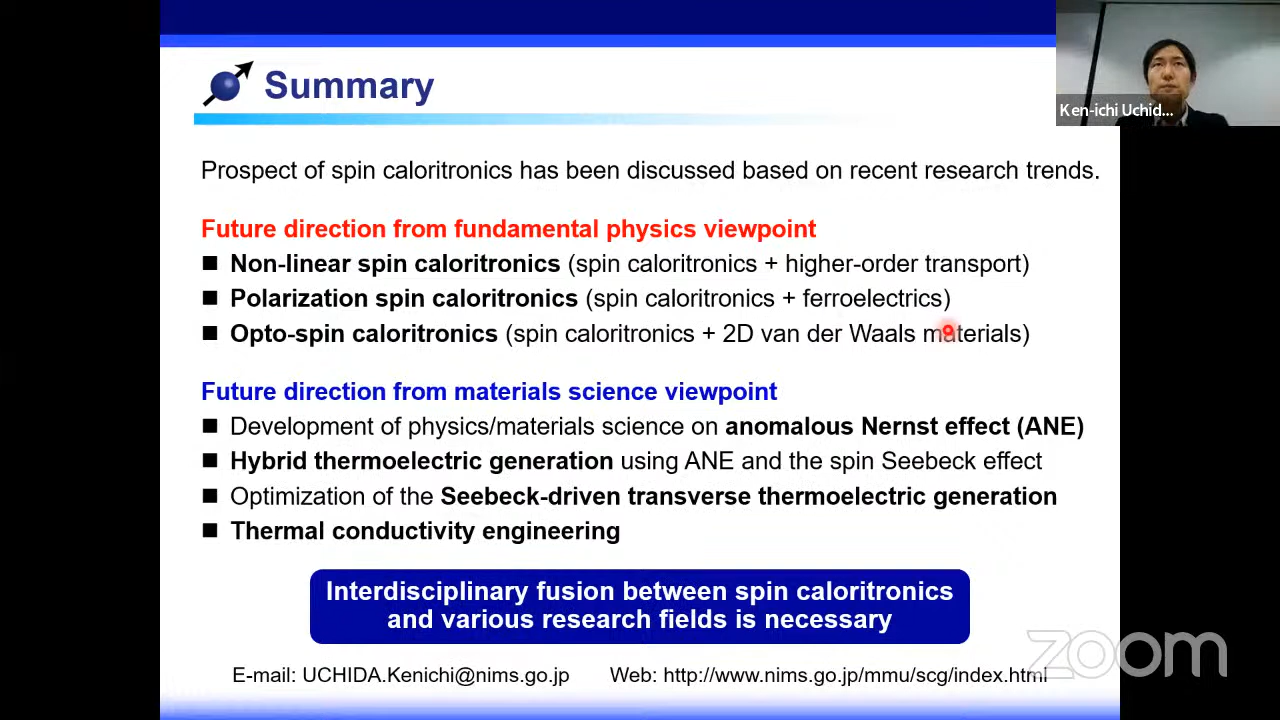 Summary
Ken-ichi Uchid...
Prospect of spin caloritronics has been discussed based on recent research trends.
Future direction from fundamental physics viewpoint
■ Non-linear spin caloritronics (spin caloritronics + higher-order transport)
■ Polarization spin caloritronics (spin caloritronics + ferroelectrics)
■ Opto-spin caloritronics (spin caloritronics + 2D van der Waals materials)
Future direction from materials science viewpoint
■ Development of physics/materials science on anomalous Nernst effect (ANE)
■ Hybrid thermoelectric generation using ANE and the spin Seebeck effect
■ Optimization of the Seebeck-driven transverse thermoelectric generation
■ Thermal conductivity engineering
Interdisciplinary fusion between spin caloritronics
and various research fields is necessary
zoom
E-mail: UCHIDA.Kenichi@nims.go.jp Web: http://www.nims.go.jp/mmu/scg/index.html